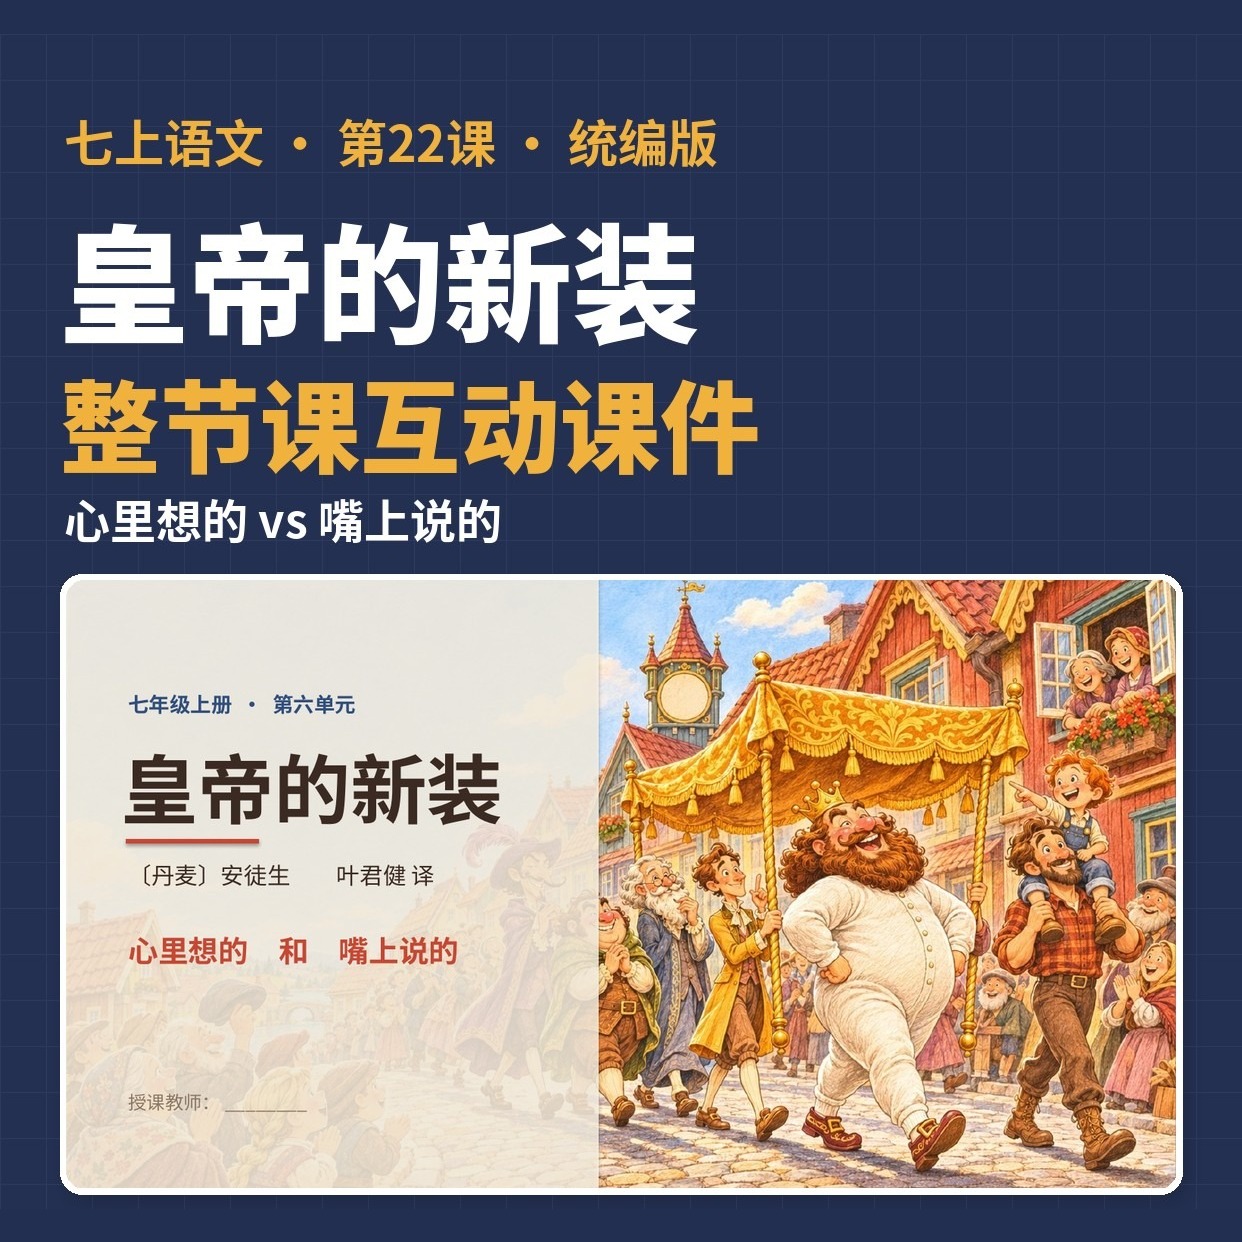 七上语文 · 第22课 · 统编版
皇帝的新装
整节课互动课件
心里想的 vs 嘴上说的
七年级上册 · 第六单元
皇帝的新装
〔丹麦〕安徒生 叶君健 译
心里想的 和 嘴上说的
授课教师： ________